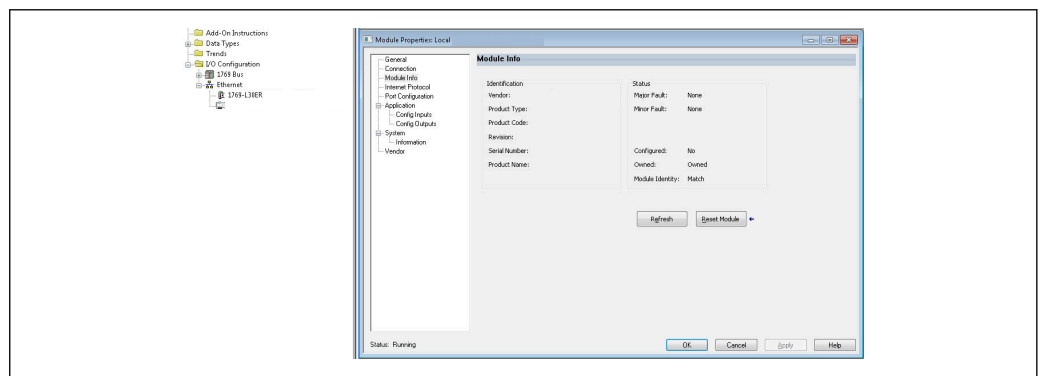 Add-On Instructions
Data Types
Trends
I/O Configuration
1769 Bus
Ethernet
1769-L30ER
Module Properties: Local
General
Connection
Module Info
Internet Protocol
Port Configuration
Application
Config Inputs
Config Outputs
System
Information
Vendor
Module Info
Identification
Vendor:
Product Type:
Product Code:
Revision:
Serial Number:
Product Name:
Status
Major Fault: None
Minor Fault: None
Configured: No
Owned: Owned
Module Identity: Match
Refresh
Reset Module
Status: Running
OK
Cancel
Apply
Help